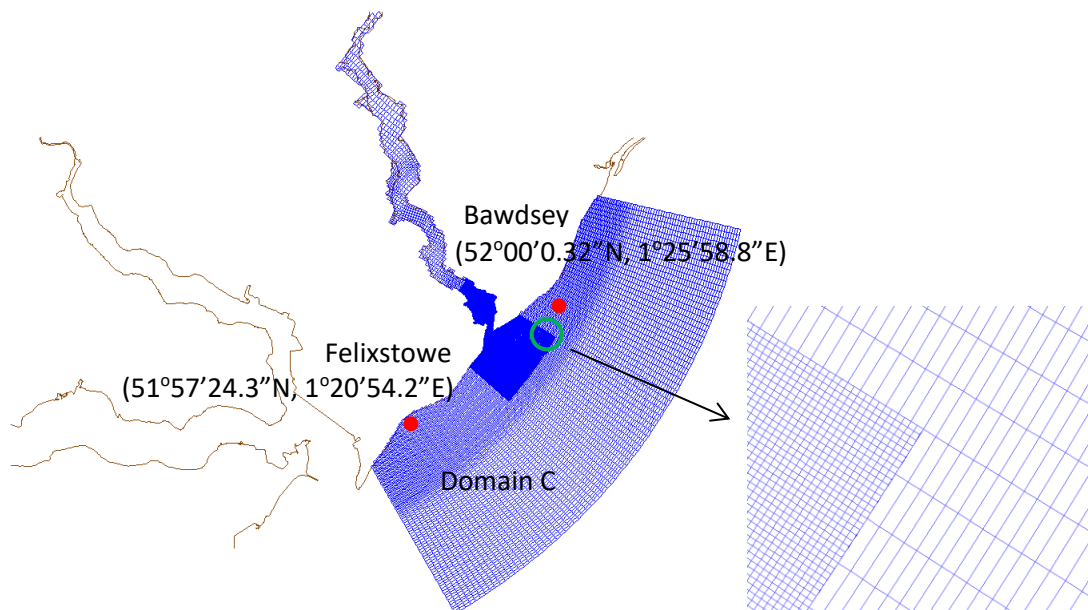 Bawdsey
(52°00’0.32”N, 1°25’58.8”E)
Felixstowe
(51°57’24.3”N, 1°20’54.2”E)
Domain C